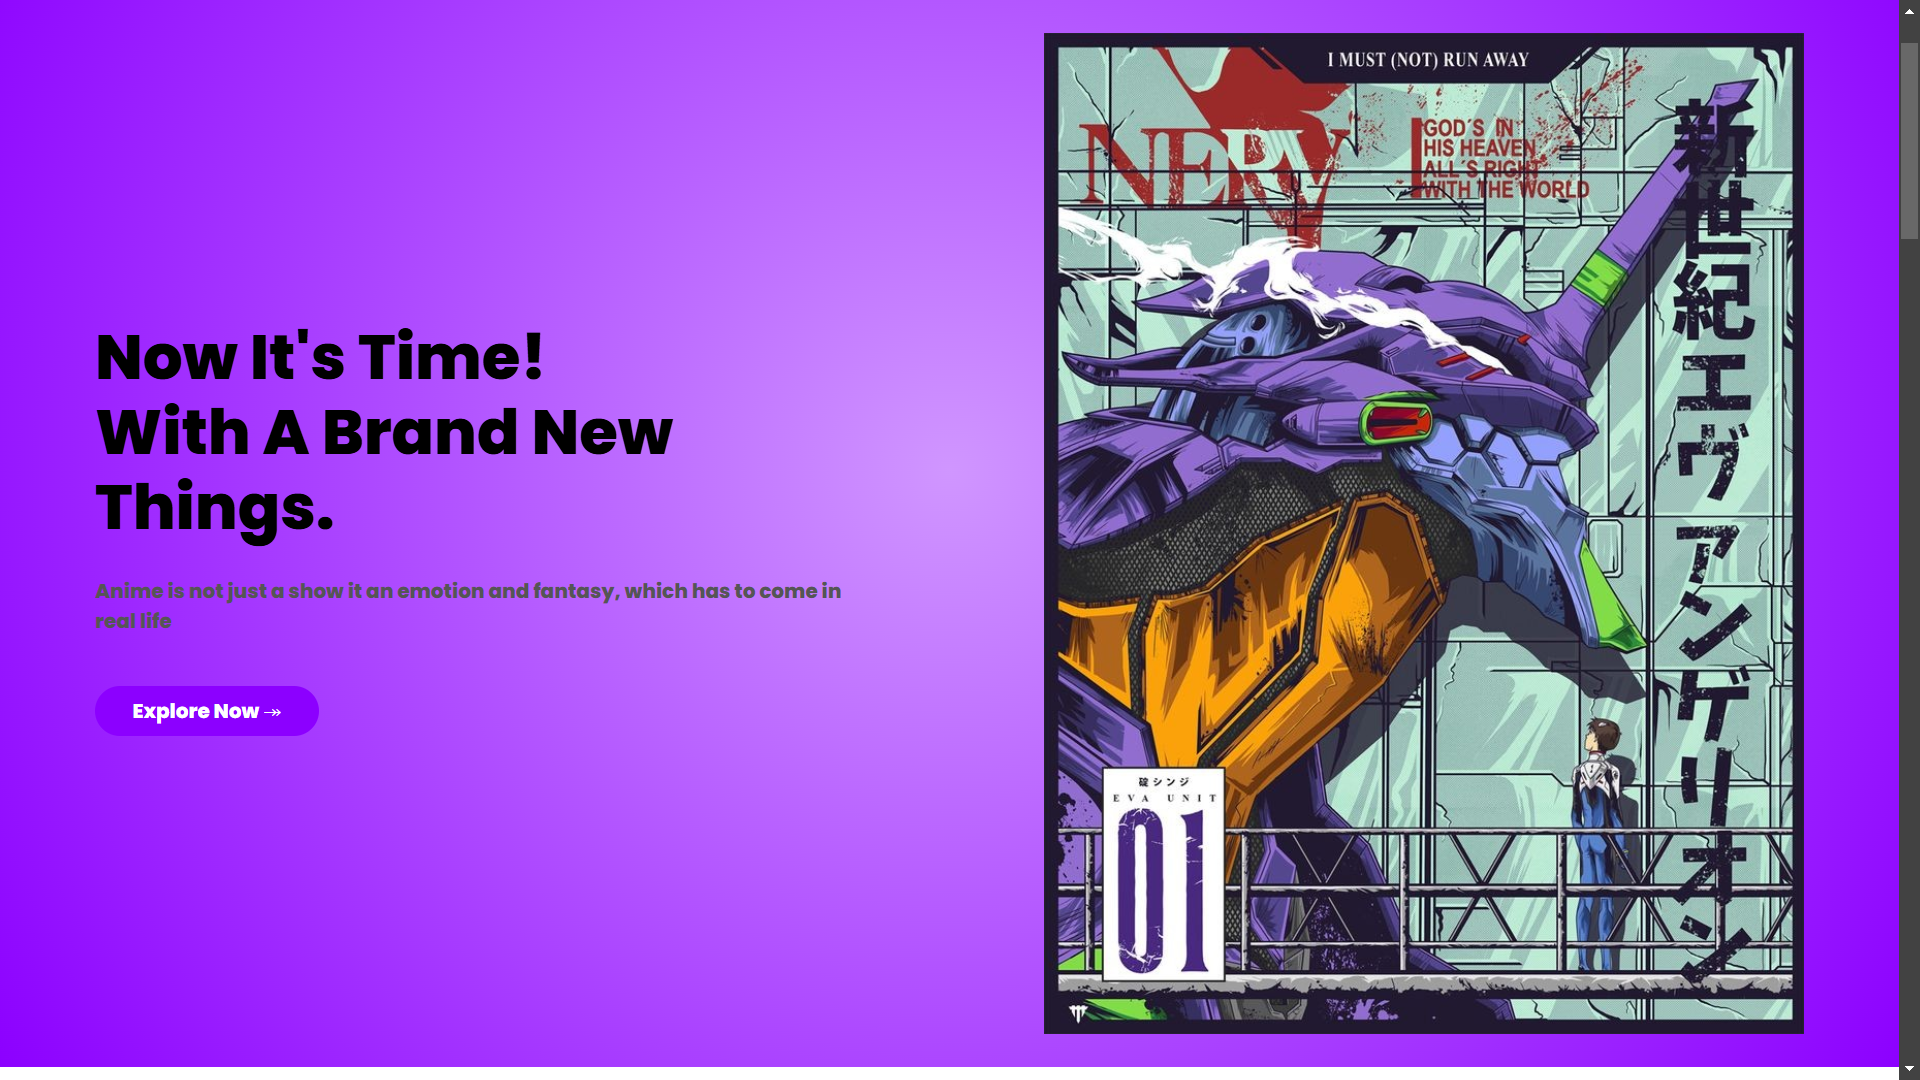 Now It's Time!
With A Brand New
Things.
Anime is not just a show it an emotion and fantasy, which has to come in
real life
Explore Now ↠
I MUST (NOT) RUN AWAY
NERV
GOD´S IN
HIS HEAVEN
ALL´S RIGHT
WITH THE WORLD
新世紀エヴァンゲリオン
碇シンジ
EVA UNIT
01